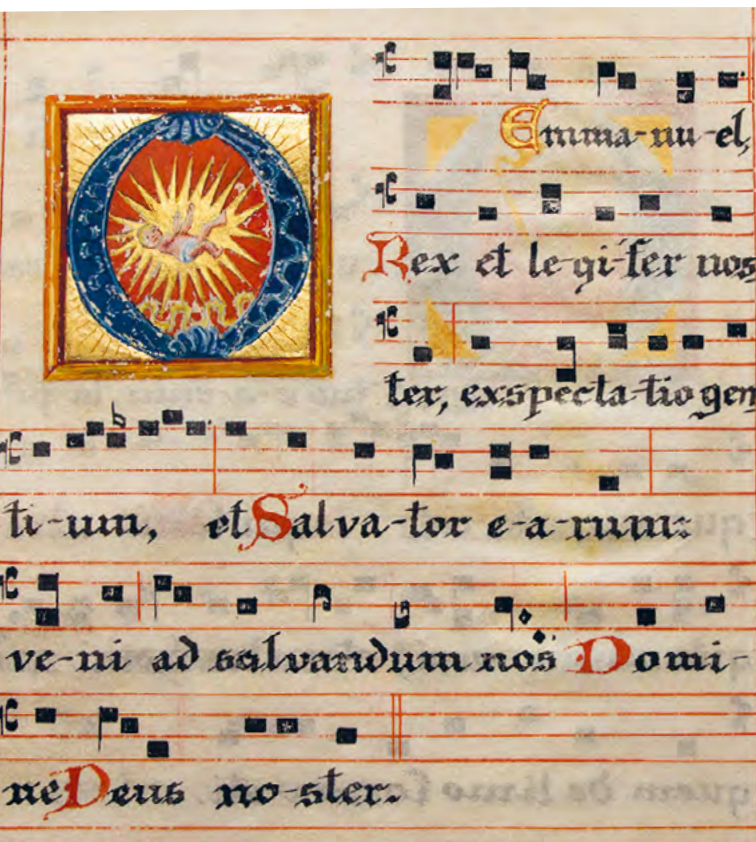 O Emma-nu-el,
Rex et le-gi-fer nos
ter, exspecta-tio gen
ti-um, et Salva-tor e-a-rum:
ve-ni ad salvandum nos Domi-
ne Deus no-ster.